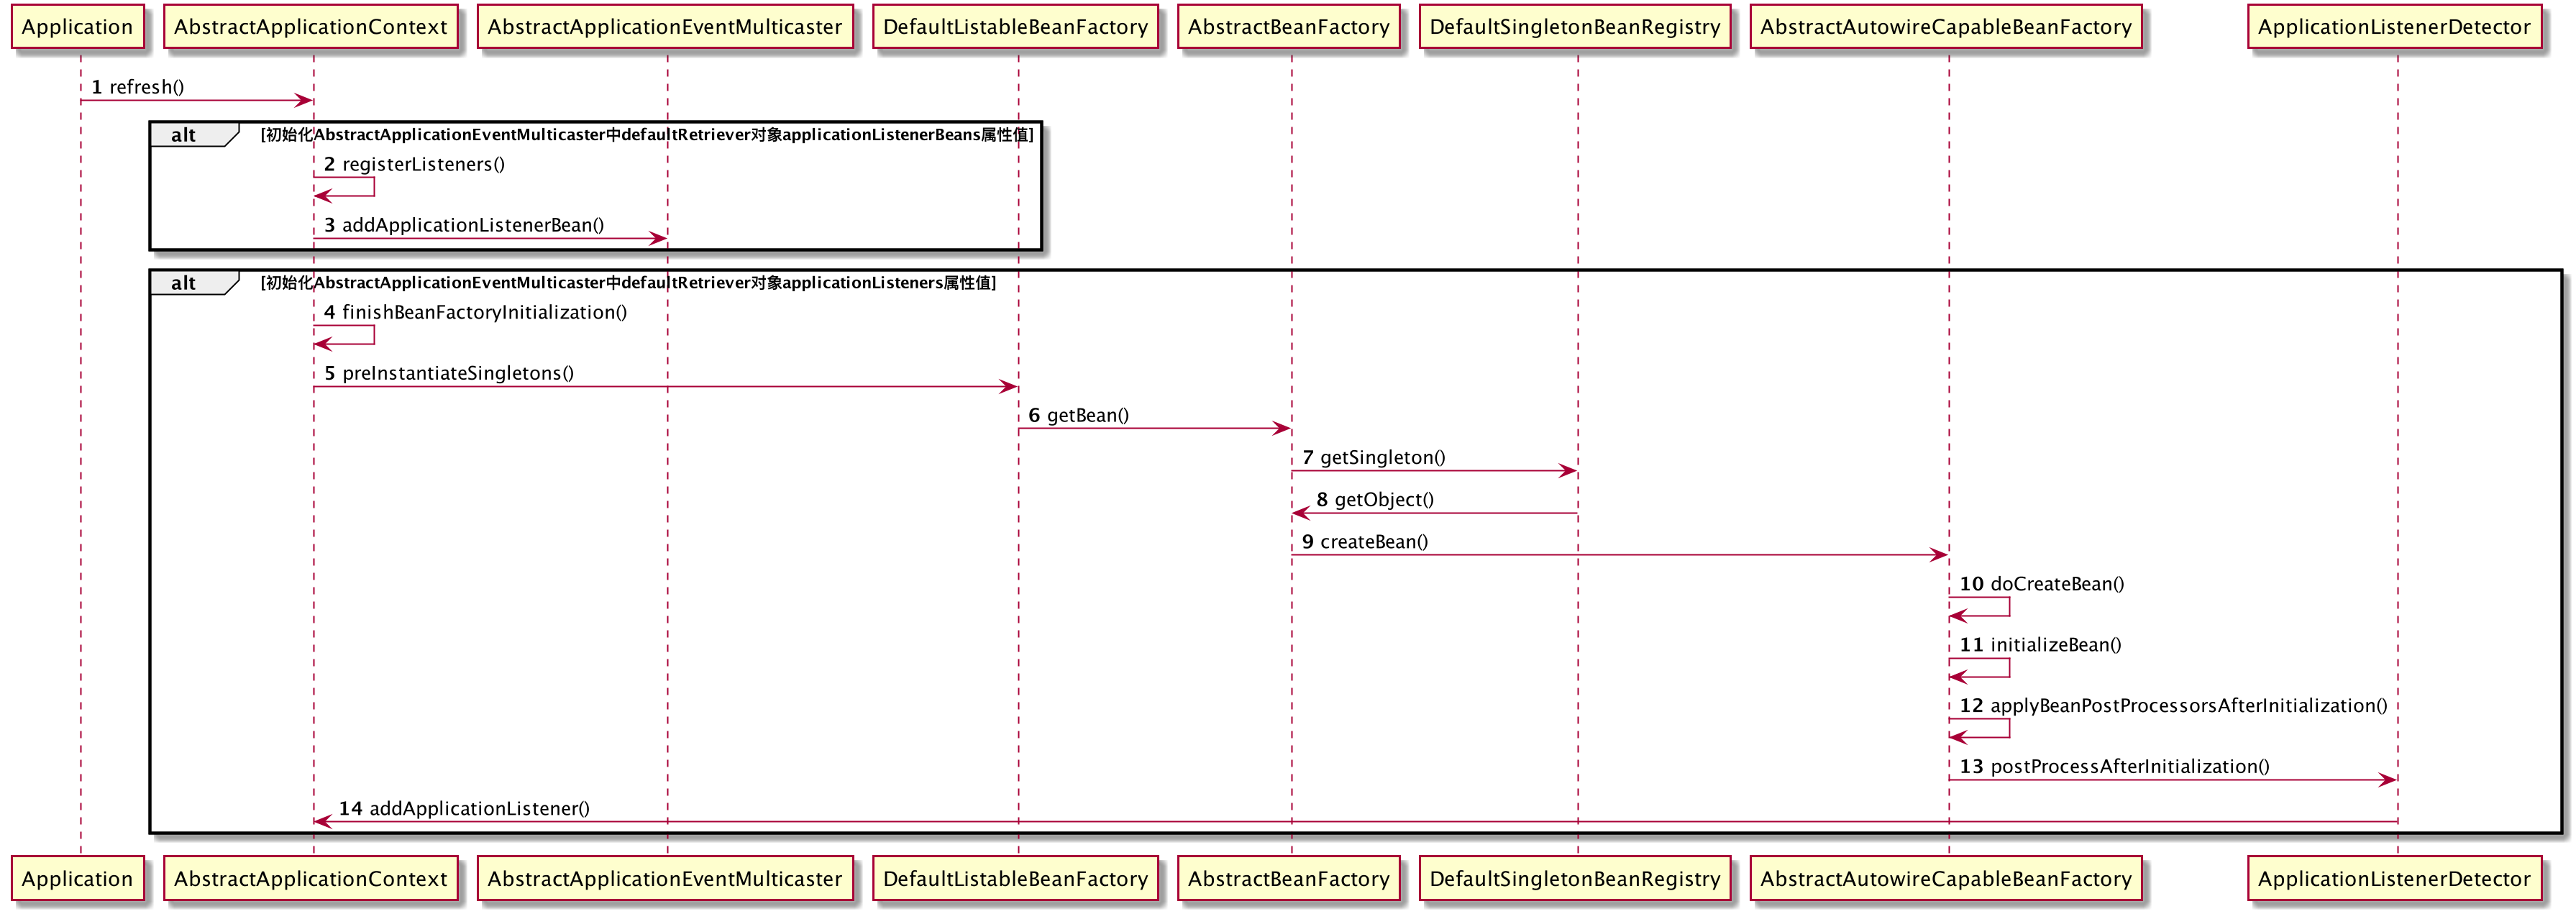 Application
AbstractApplicationContext
AbstractApplicationEventMulticaster
DefaultListableBeanFactory
AbstractBeanFactory
DefaultSingletonBeanRegistry
AbstractAutowireCapableBeanFactory
ApplicationListenerDetector
1 refresh()
alt [初始化AbstractApplicationEventMulticaster中defaultRetriever对象applicationListenerBeans属性值]
2 registerListeners()
3 addApplicationListenerBean()
alt [初始化AbstractApplicationEventMulticaster中defaultRetriever对象applicationListeners属性值]
4 finishBeanFactoryInitialization()
5 preInstantiateSingletons()
6 getBean()
7 getSingleton()
8 getObject()
9 createBean()
10 doCreateBean()
11 initializeBean()
12 applyBeanPostProcessorsAfterInitialization()
13 postProcessAfterInitialization()
14 addApplicationListener()
Application
AbstractApplicationContext
AbstractApplicationEventMulticaster
DefaultListableBeanFactory
AbstractBeanFactory
DefaultSingletonBeanRegistry
AbstractAutowireCapableBeanFactory
ApplicationListenerDetector